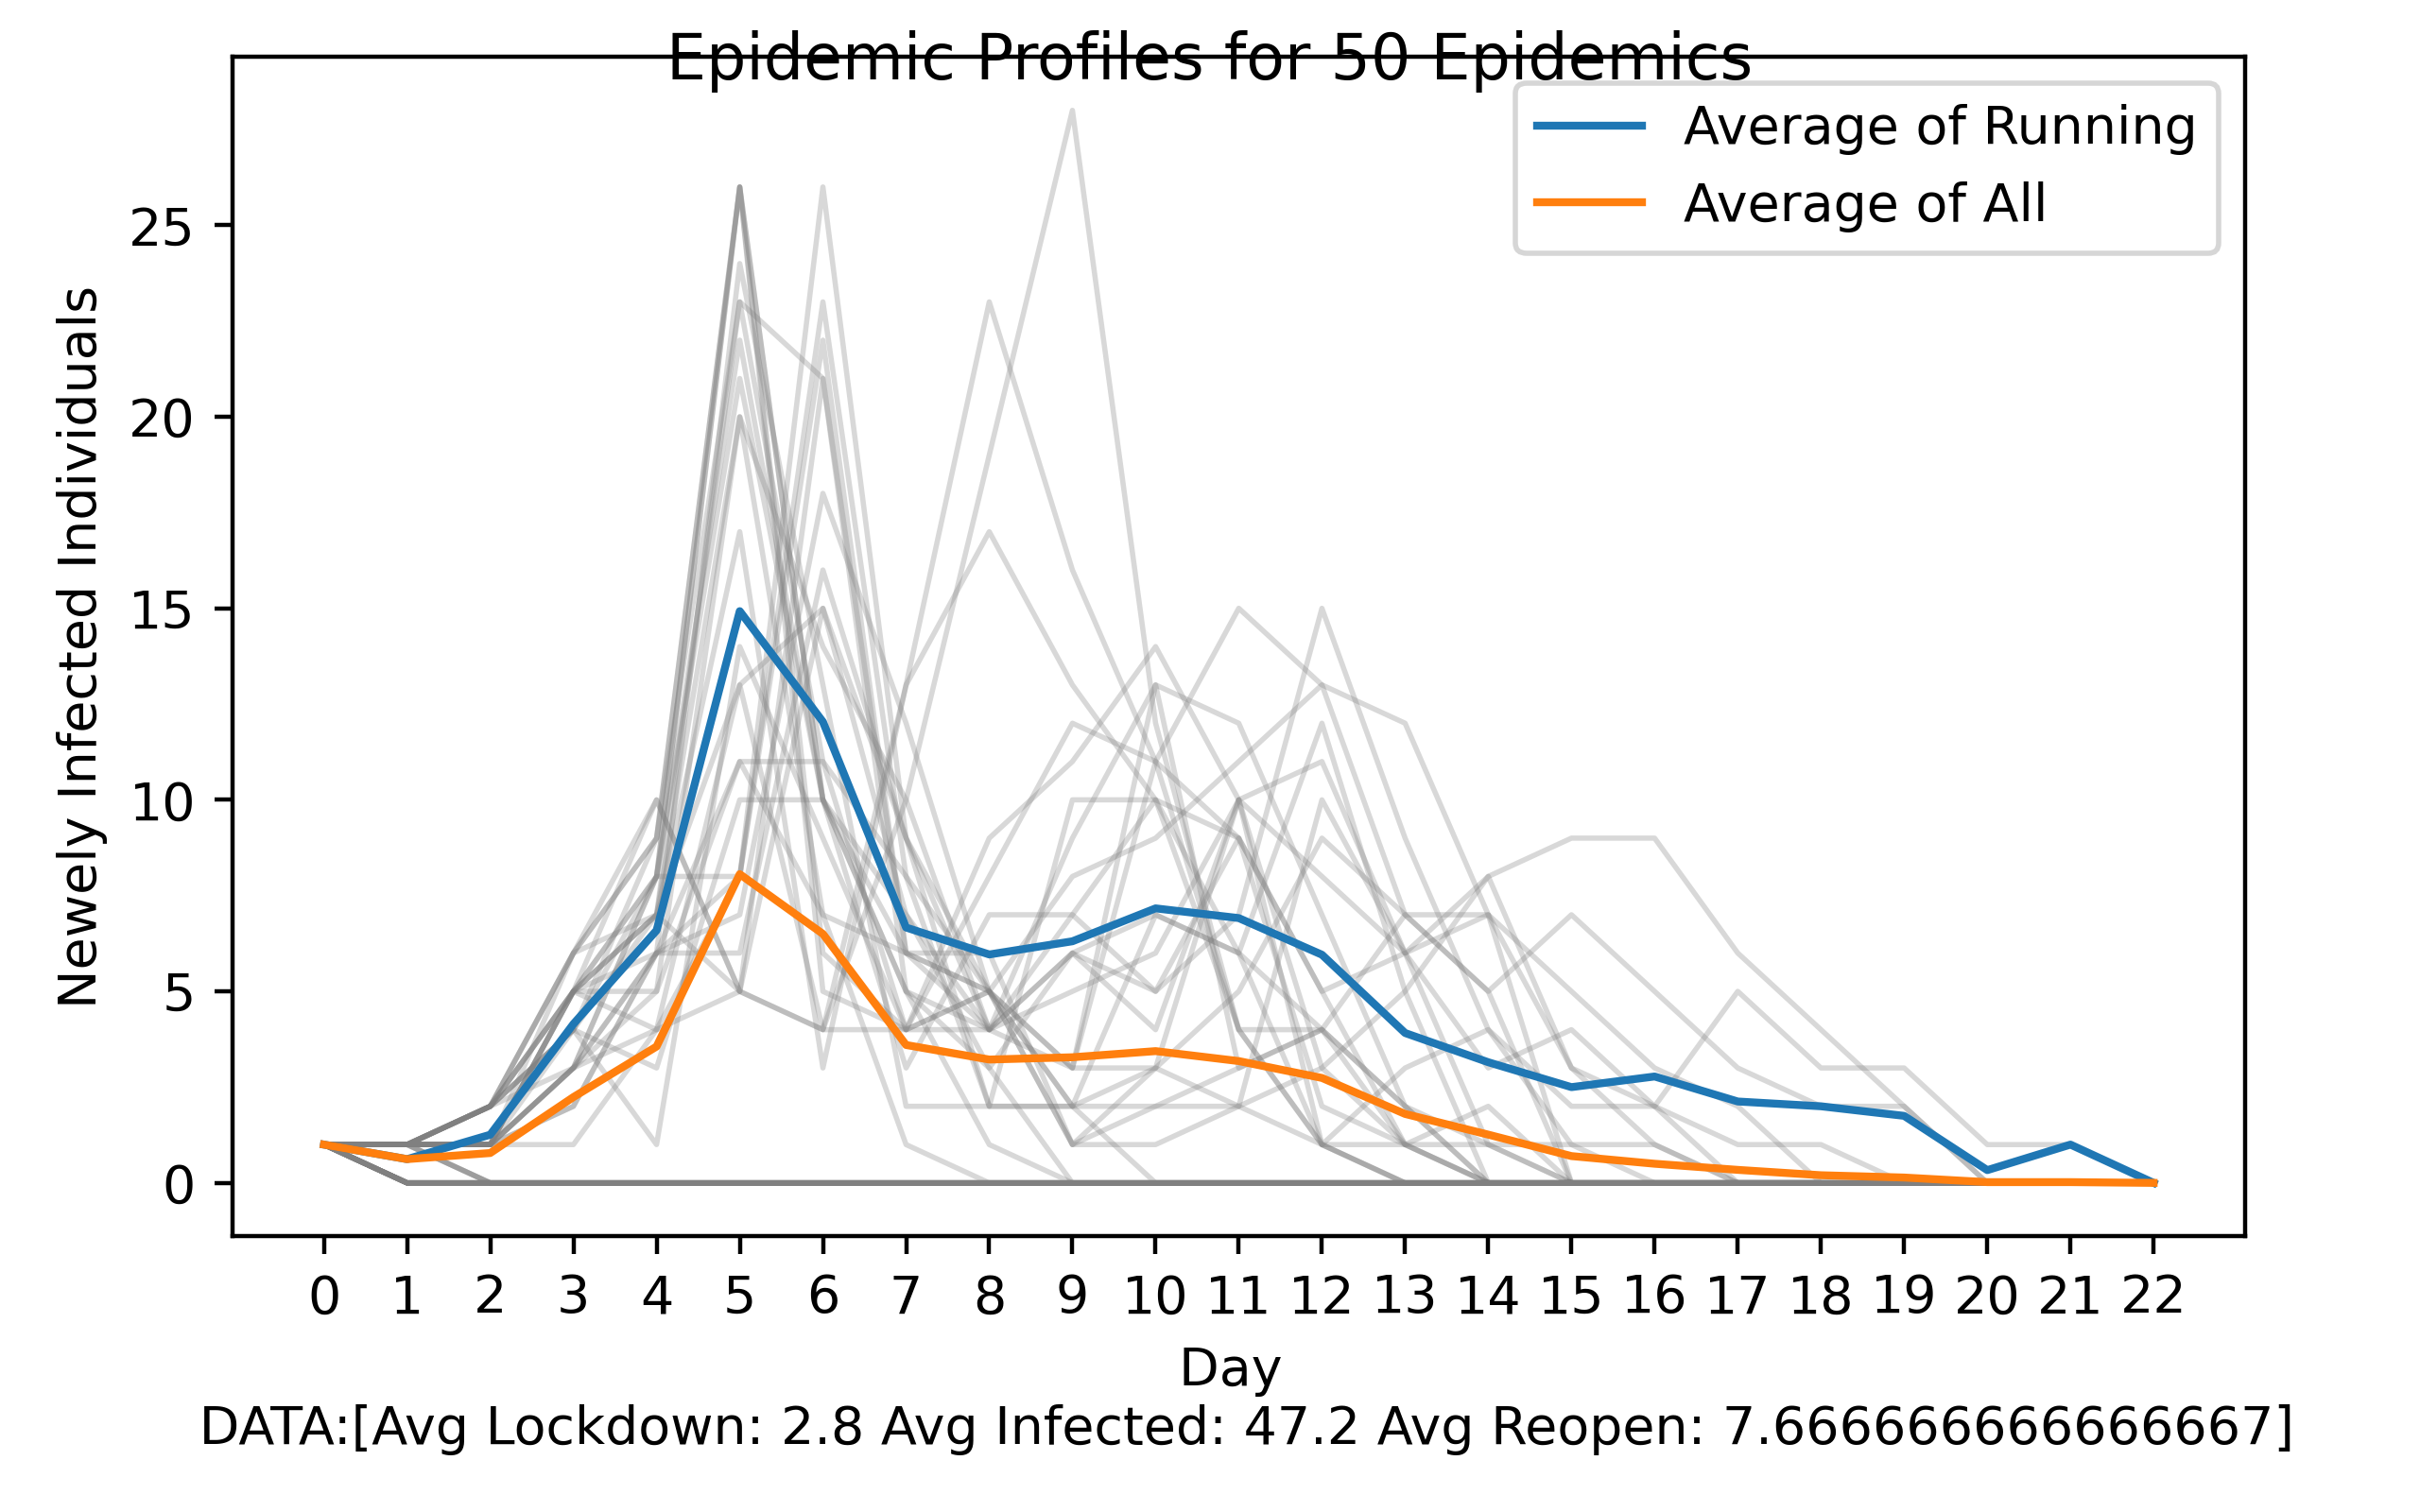 Epidemic Profiles for 50 Epidemics
Average of Running
Average of All
Newely Infected Individuals
25
20
15
10
5
0
0 1 2 3 4 5 6 7 8 9 10 11 12 13 14 15 16 17 18 19 20 21 22
Day
DATA:[Avg Lockdown: 2.8 Avg Infected: 47.2 Avg Reopen: 7.666666666666667]